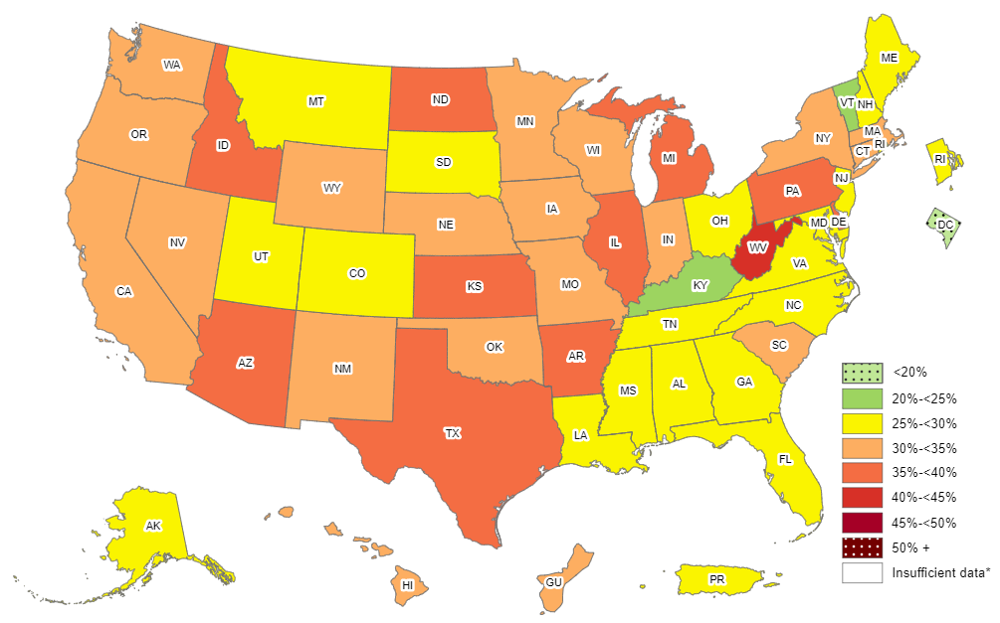 ME
WA
VT
NH
MT
ND
MN
OR
MA
NY
RI
ID
WI
CT
MI
RI
SD
WY
NJ
PA
IA
NE
OH
MD
DE
DC
NV
IL
IN
WV
UT
CO
VA
KS
MO
KY
CA
NC
TN
OK
SC
AZ
NM
AR
MS
AL
GA
TX
LA
FL
AK
HI
GU
PR
<20%
20%-<25%
25%-<30%
30%-<35%
35%-<40%
40%-<45%
45%-<50%
50% +
Insufficient data*